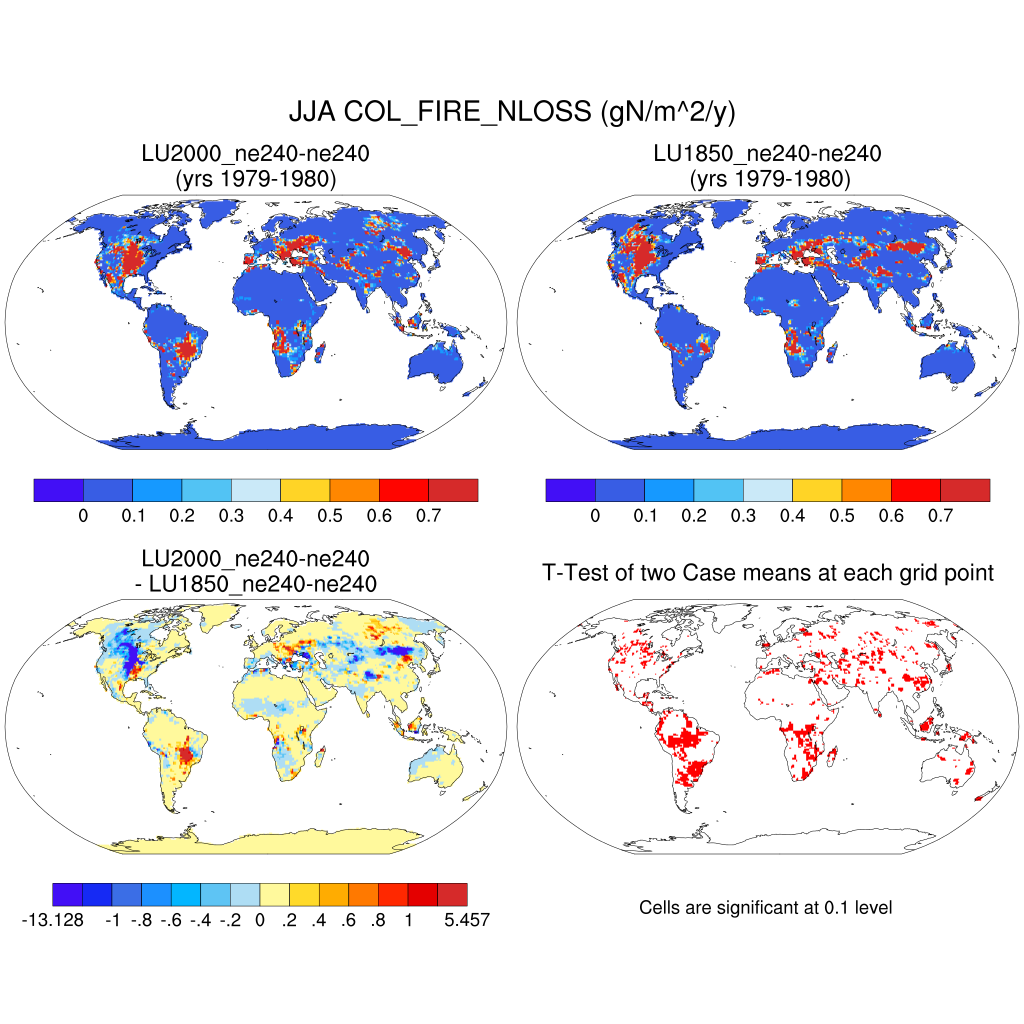 JJA COL_FIRE_NLOSS (gN/m^2/y)
LU2000_ne240-ne240
(yrs 1979-1980)
LU1850_ne240-ne240
(yrs 1979-1980)
0 0.1 0.2 0.3 0.4 0.5 0.6 0.7
0 0.1 0.2 0.3 0.4 0.5 0.6 0.7
LU2000_ne240-ne240
- LU1850_ne240-ne240
T-Test of two Case means at each grid point
-13.128 -1 -.8 -.6 -.4 -.2 0 .2 .4 .6 .8 1 5.457
Cells are significant at 0.1 level